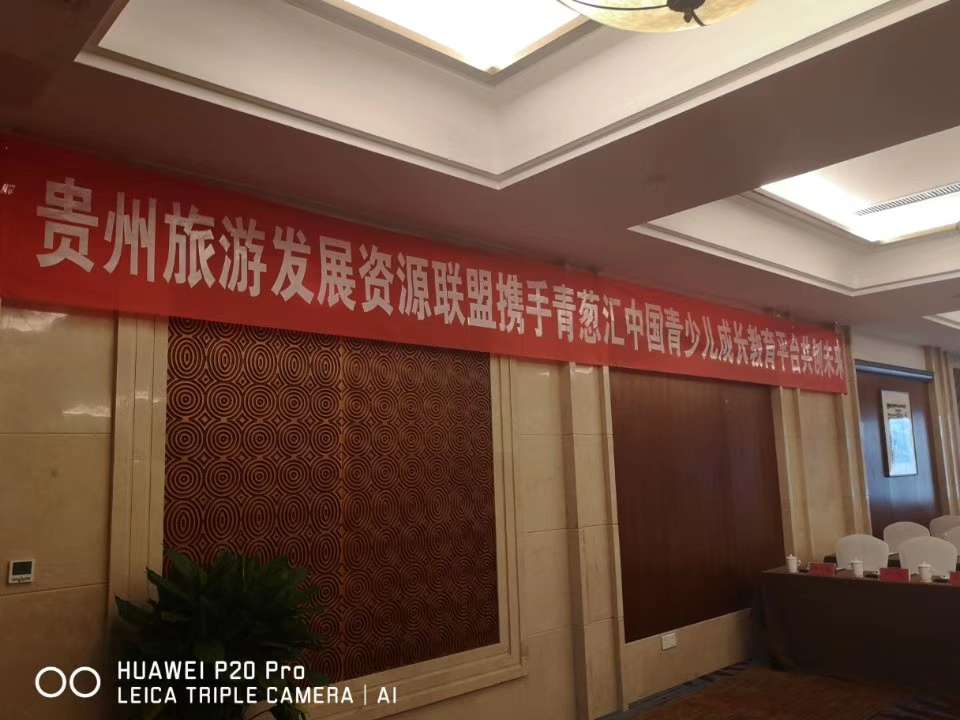 贵州旅游发展资源联盟携手青葱汇中国青少儿成长教育平台共创未来
HUAWEI P20 Pro
LEICA TRIPLE CAMERA | AI